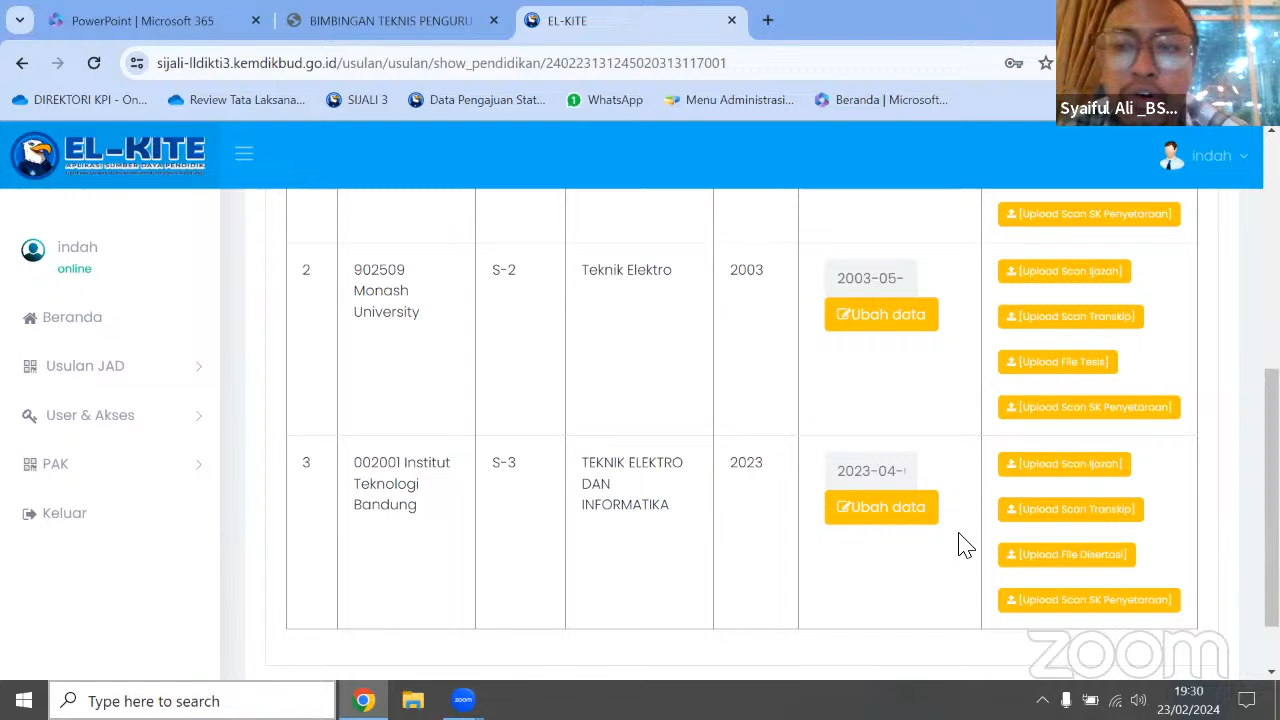 PowerPoint | Microsoft 365
BIMBINGAN TEKNIS PENGURU
EL-KITE
sijali-lldikti3.kemdikbud.go.id/usulan/usulan/show_pendidikan/240223131245020313117001
DIREKTORI KPI - On...
Review Tata Laksana...
SIJALI 3
Data Pengajuan Stat...
WhatsApp
Menu Administrasi...
Beranda | Microsoft...
Syaiful Ali _BS...
EL-KITE
APLIKASI SUMBER DAYA PENDIDIK
indah
indah
online
Beranda
Usulan JAD
User & Akses
PAK
Keluar
[Upload Scan SK Penyetaraan]
2
902509
Monash
University
S-2
Teknik Elektro
2003
2003-05-
Ubah data
[Upload Scan Ijazah]
[Upload Scan Transkip]
[Upload File Tesis]
[Upload Scan SK Penyetaraan]
3
002001 Institut
Teknologi
Bandung
S-3
TEKNIK ELEKTRO
DAN
INFORMATIKA
2023
2023-04-
Ubah data
[Upload Scan Ijazah]
[Upload Scan Transkip]
[Upload File Disertasi]
[Upload Scan SK Penyetaraan]
zoom
Type here to search
zoom
19:30
23/02/2024